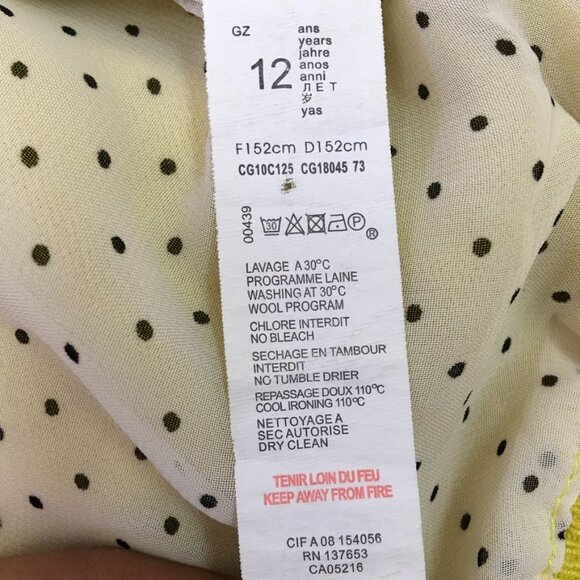 GZ
12
ans
years
jahre
anos
anni
ЛЕТ
岁
yas
F152cm D152cm
CG10C125 CG18045 73
00439
30
P
®
LAVAGE A 30°C
PROGRAMME LAINE
WASHING AT 30°C
WOOL PROGRAM
CHLORE INTERDIT
NO BLEACH
SECHAGE EN TAMBOUR
INTERDIT
NO TUMBLE DRIER
REPASSAGE DOUX 110°C
COOL IRONING 110°C
NETTOYAGE A
SEC AUTORISE
DRY CLEAN
TENIR LOIN DU FEU
KEEP AWAY FROM FIRE
CIF A 08 154056
RN 137653
CA05216